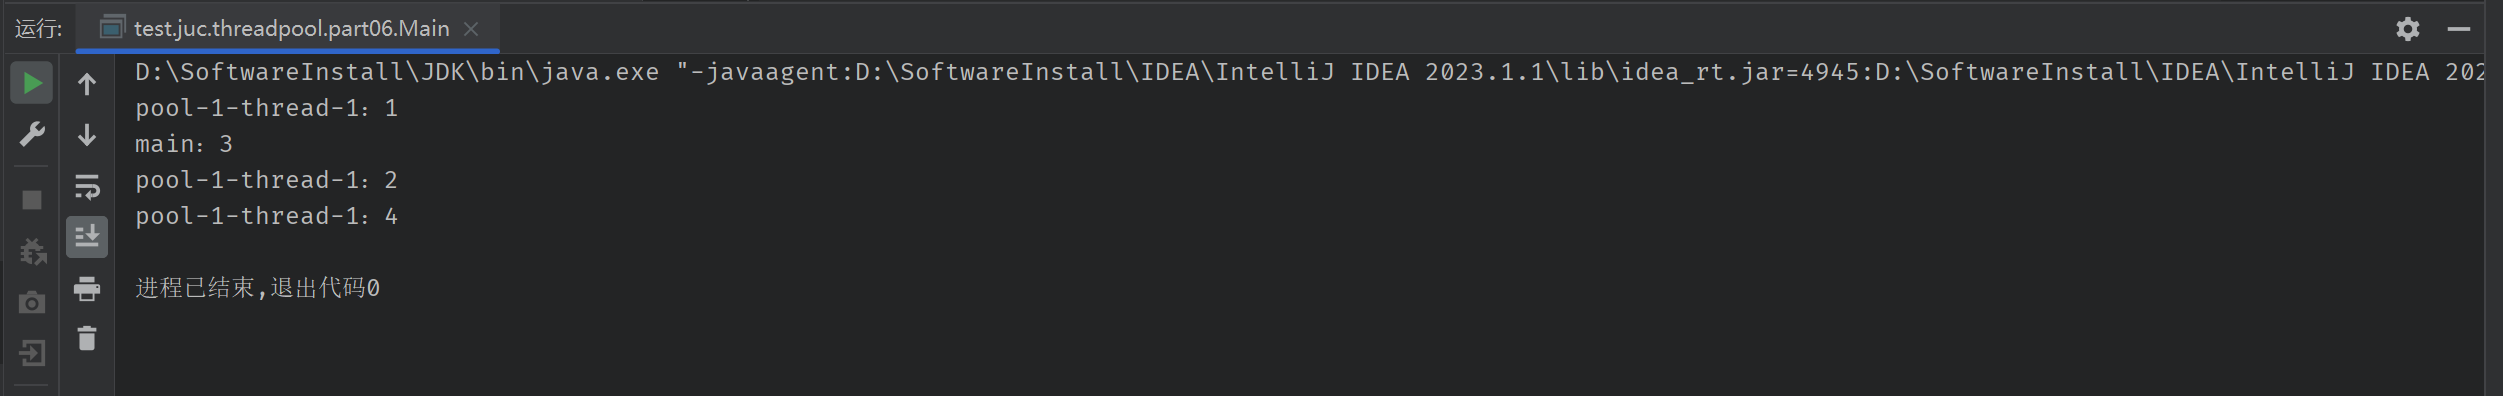 运行: test.juc.threadpool.part06.Main
D:\SoftwareInstall\JDK\bin\java.exe "-javaagent:D:\SoftwareInstall\IDEA\IntelliJ IDEA 2023.1.1\lib\idea_rt.jar=4945:D:\SoftwareInstall\IDEA\IntelliJ IDEA 202
pool-1-thread-1：1
main：3
pool-1-thread-1：2
pool-1-thread-1：4
进程已结束,退出代码0